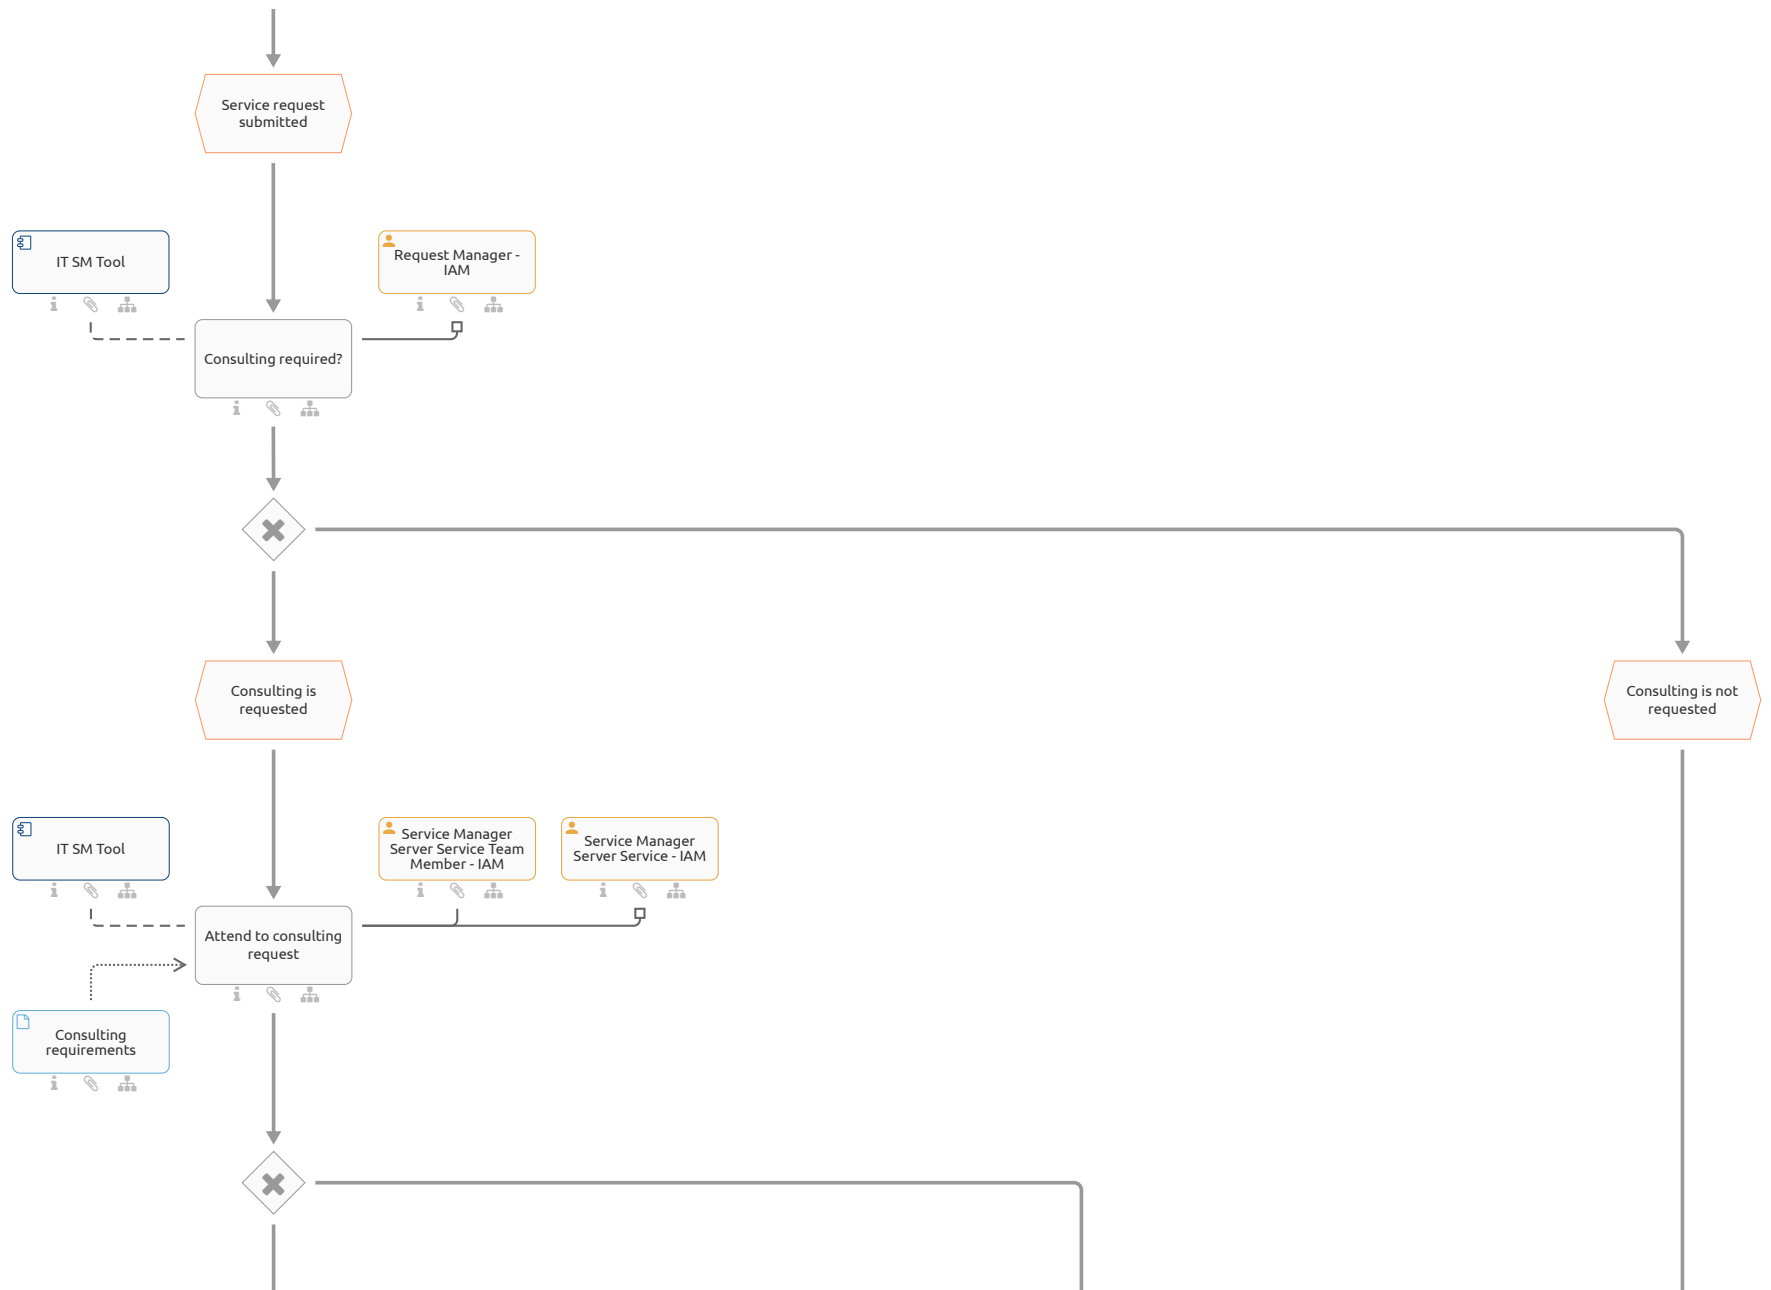 Service request
submitted
IT SM Tool
Request Manager -
IAM
Consulting required?
Consulting is
requested
Consulting is not
requested
IT SM Tool
Service Manager
Server Service Team
Member - IAM
Service Manager
Server Service - IAM
Attend to consulting
request
Consulting
requirements